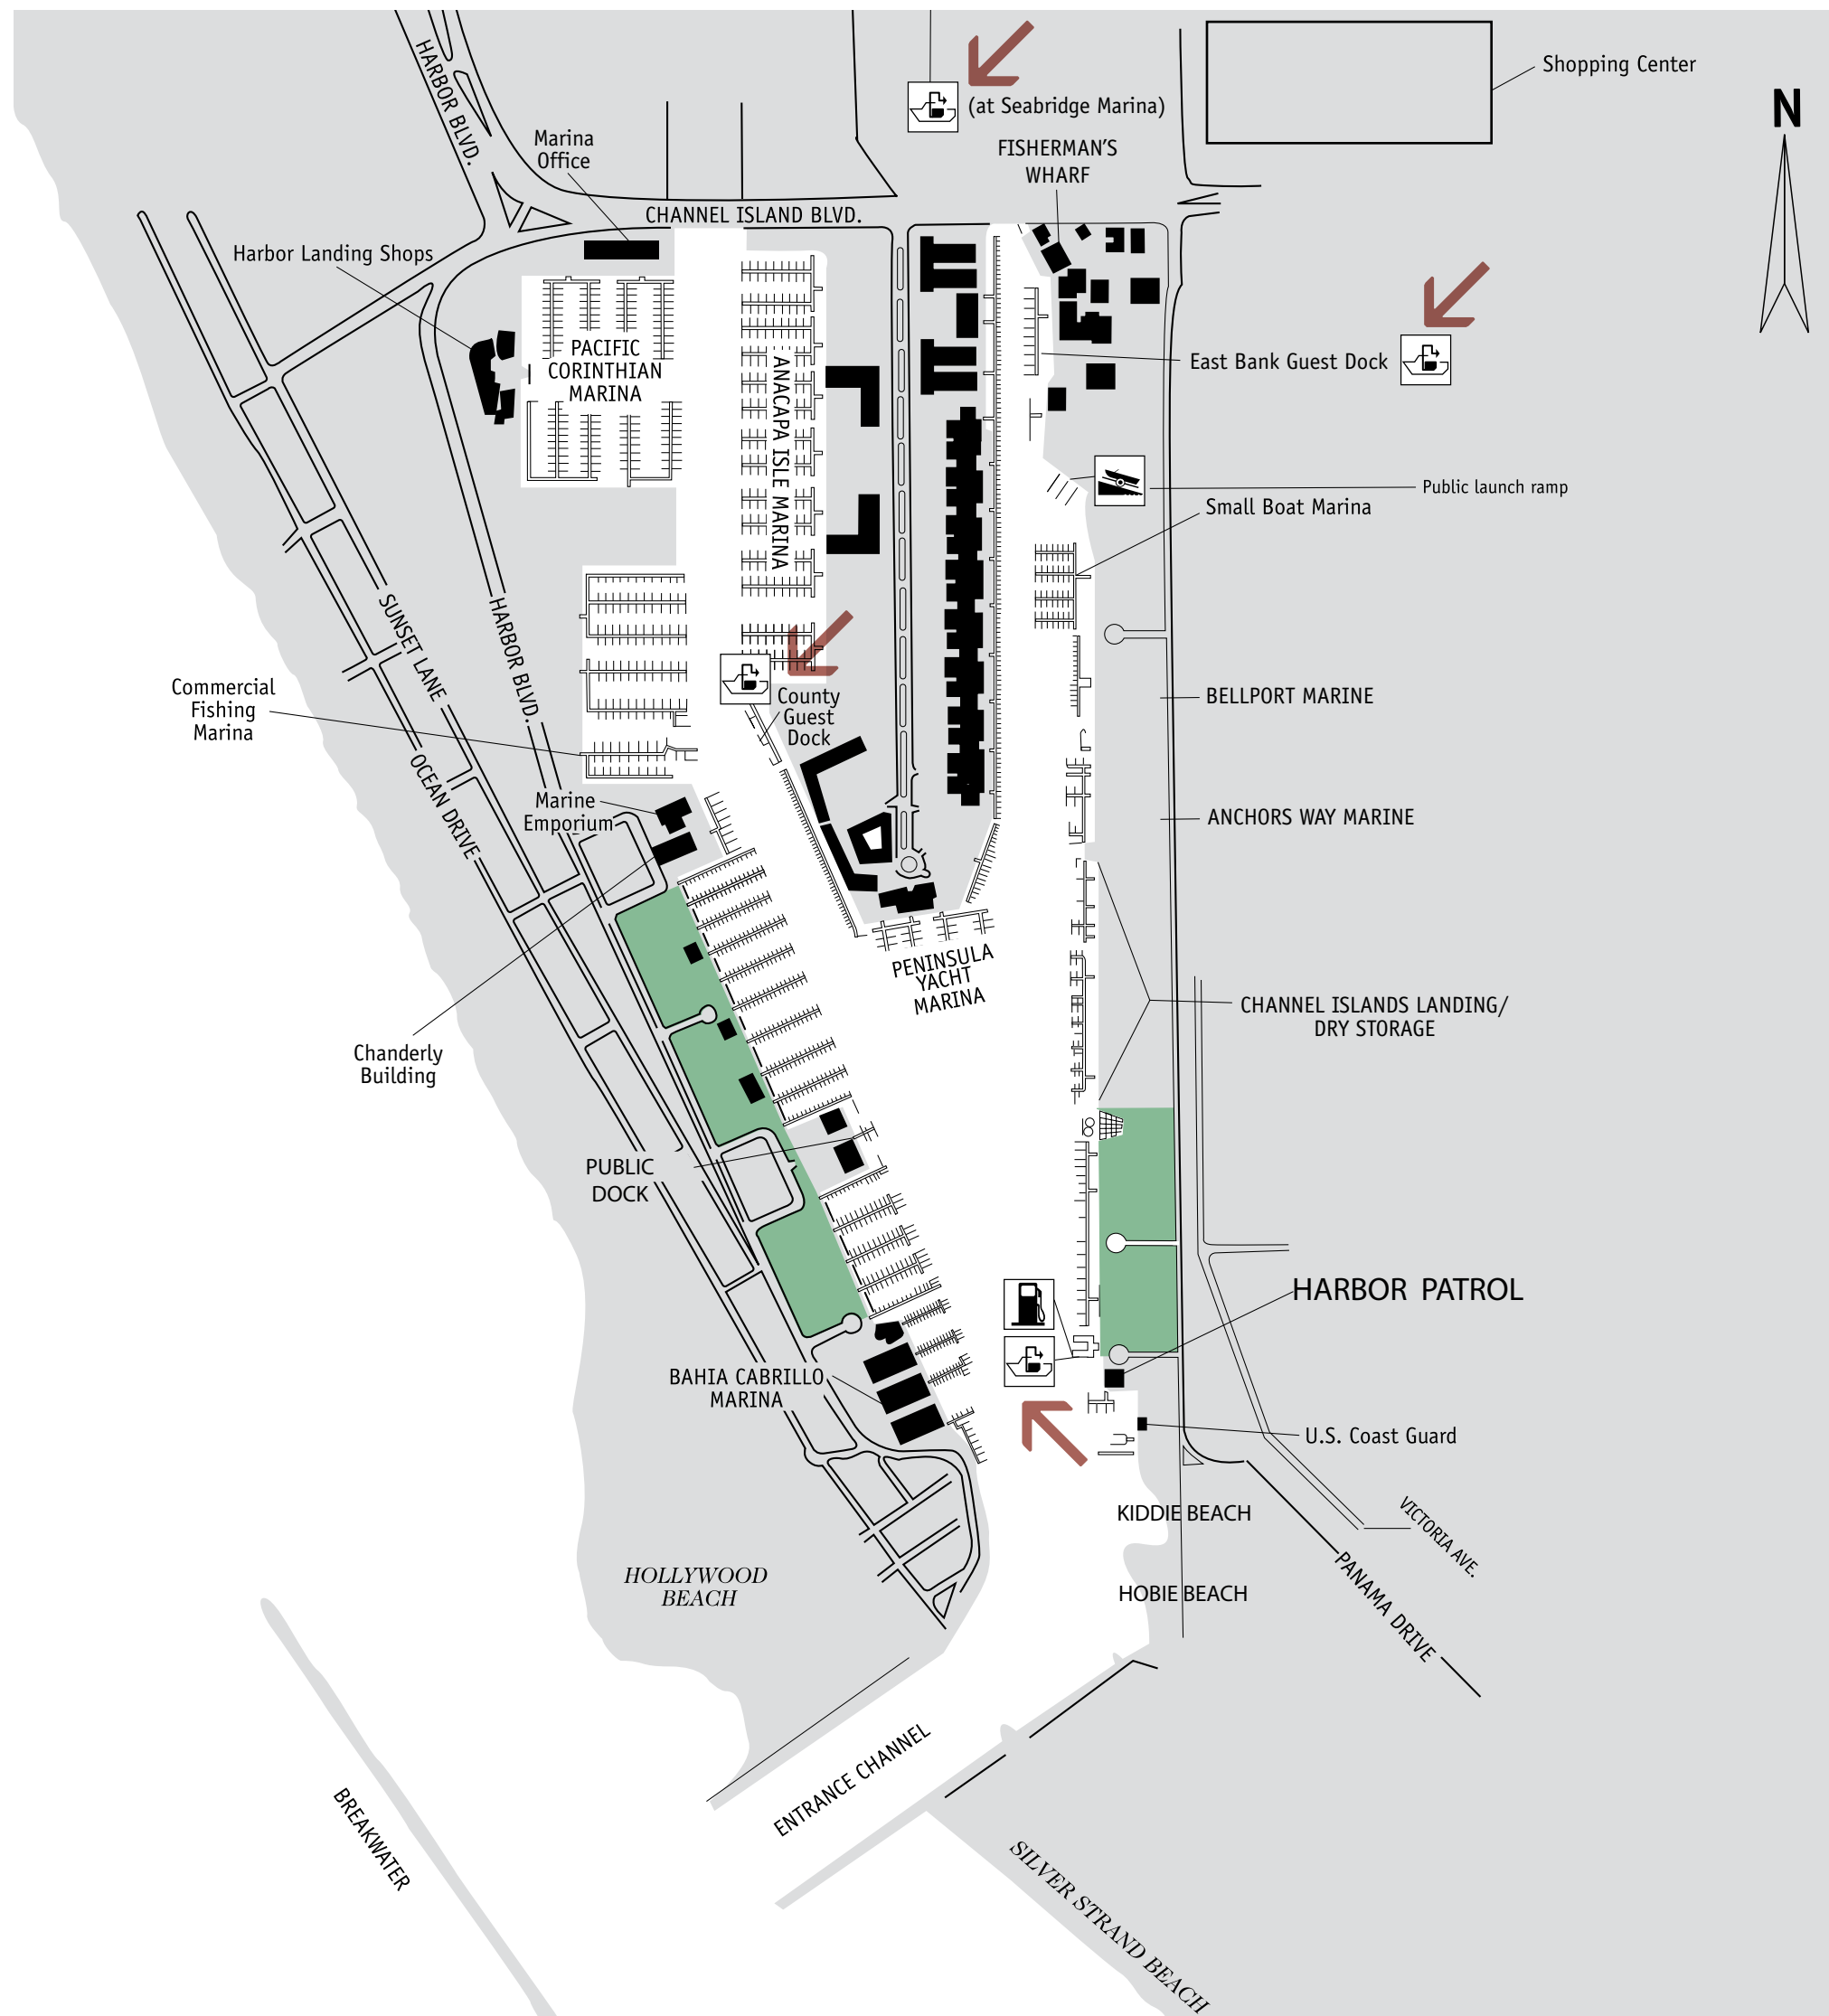 Shopping Center
HARBOR BLVD.
(at Seabridge Marina)
N
Marina
Office
FISHERMAN'S
WHARF
CHANNEL ISLAND BLVD.
Harbor Landing Shops
PACIFIC
CORINTHIAN
MARINA
ANACAPA ISLE MARINA
East Bank Guest Dock
Public launch ramp
Small Boat Marina
SUNSET LANE
HARBOR BLVD.
Commercial
Fishing
Marina
County
Guest
Dock
BELLPORT MARINE
OCEAN DRIVE
Marine
Emporium
ANCHORS WAY MARINE
PENINSULA
YACHT
MARINA
CHANNEL ISLANDS LANDING/
DRY STORAGE
Chanderly
Building
PUBLIC
DOCK
HARBOR PATROL
BAHIA CABRILLO
MARINA
U.S. Coast Guard
KIDDIE BEACH
VICTORIA AVE.
HOLLYWOOD
BEACH
HOBIE BEACH
PANAMA DRIVE
ENTRANCE CHANNEL
BREAKWATER
SILVER STRAND BEACH